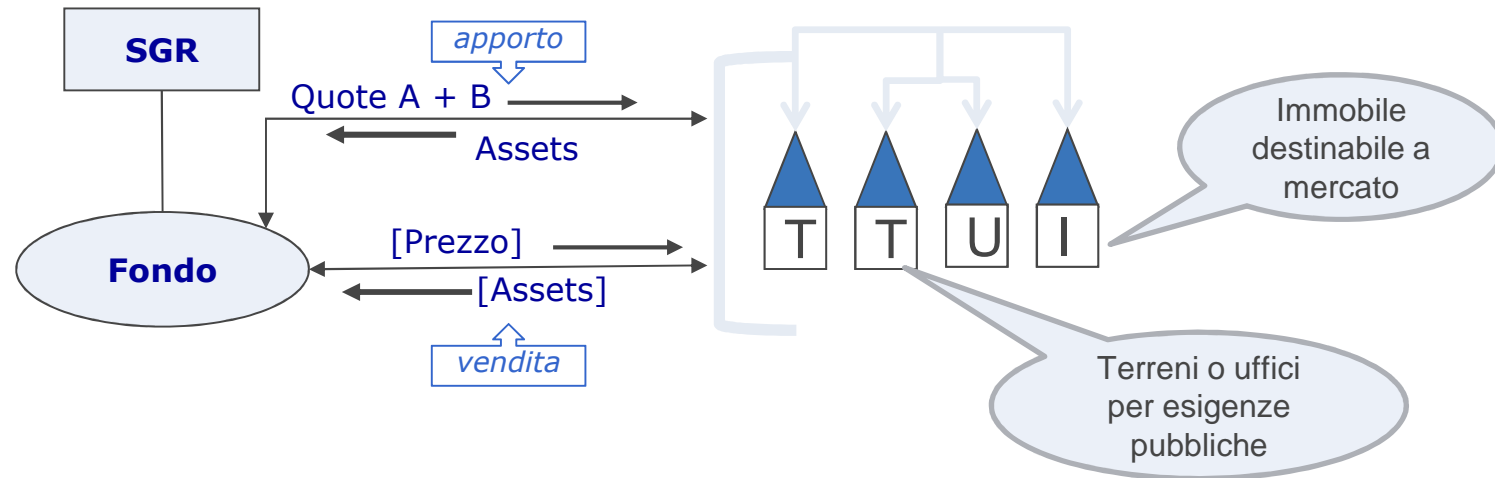 SGR
apporto
Quote A + B
Assets
Fondo
[Prezzo]
[Assets]
vendita
T T U I
Immobile
destinabile a
mercato
Terreni o uffici
per esigenze
pubbliche